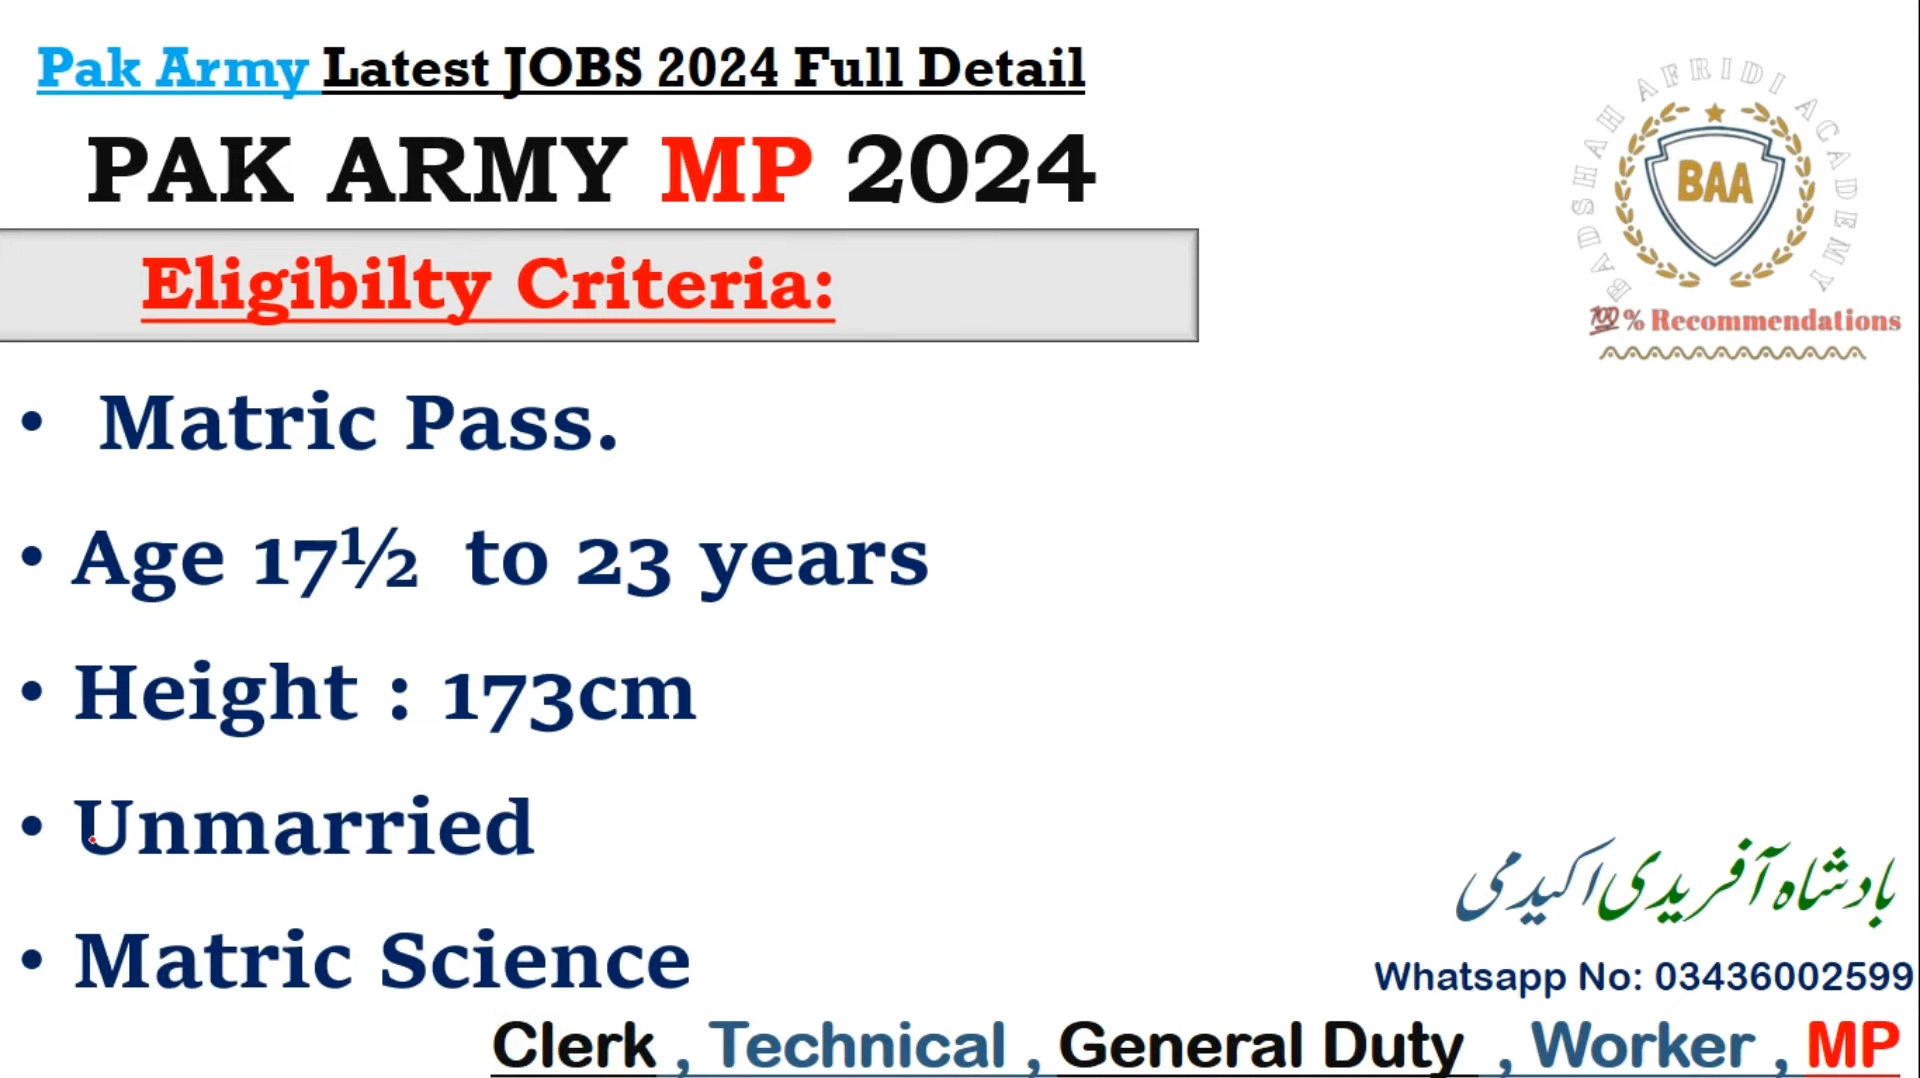 Pak Army Latest JOBS 2024 Full Detail
PAK ARMY MP 2024
Eligibilty Criteria:
• Matric Pass.
• Age 17½ to 23 years
• Height : 173cm
• Unmarried
• Matric Science
BADSHAH AFRIDI ACADEMY
BAA
💯% Recommendations
بادشاہ آفریدی اکیڈمی
Whatsapp No: 03436002599
Clerk , Technical , General Duty , Worker , MP